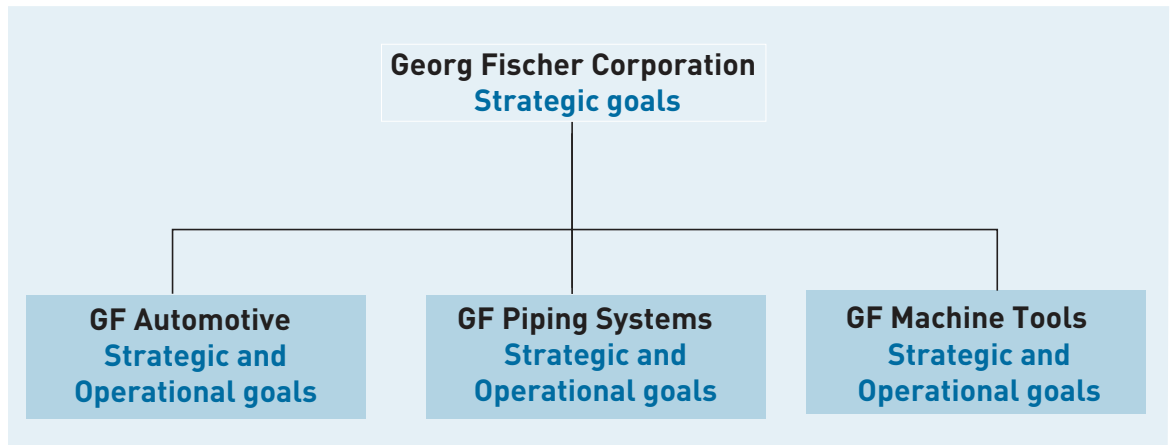 Georg Fischer Corporation
Strategic goals
GF Automotive
Strategic and
Operational goals
GF Piping Systems
Strategic and
Operational goals
GF Machine Tools
Strategic and
Operational goals